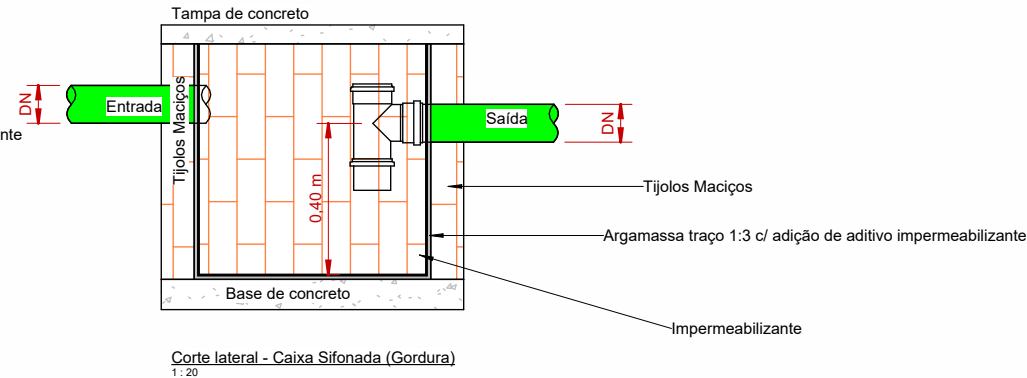 Tampa de concreto
DN
Entrada
nte
Tijolos Maciços
0,40 m
Saída
DN
Tijolos Maciços
Argamassa traço 1:3 c/ adição de aditivo impermeabilizante
Base de concreto
Impermeabilizante
Corte lateral - Caixa Sifonada (Gordura)
1 : 20